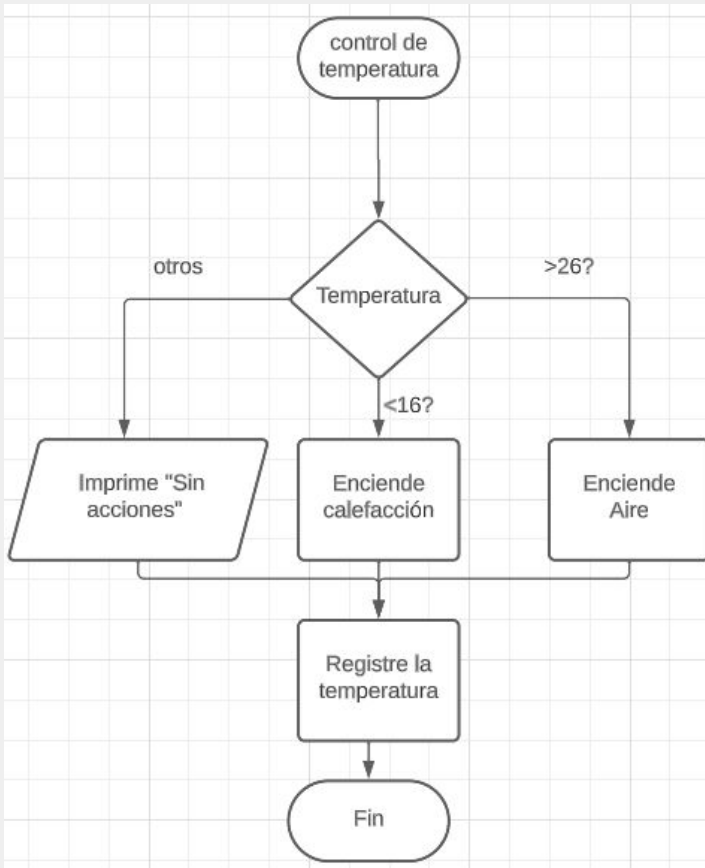 control de
temperatura
otros
>26?
Temperatura
<16?
Imprime "Sin
acciones"
Enciende
calefacción
Enciende
Aire
Registre la
temperatura
Fin